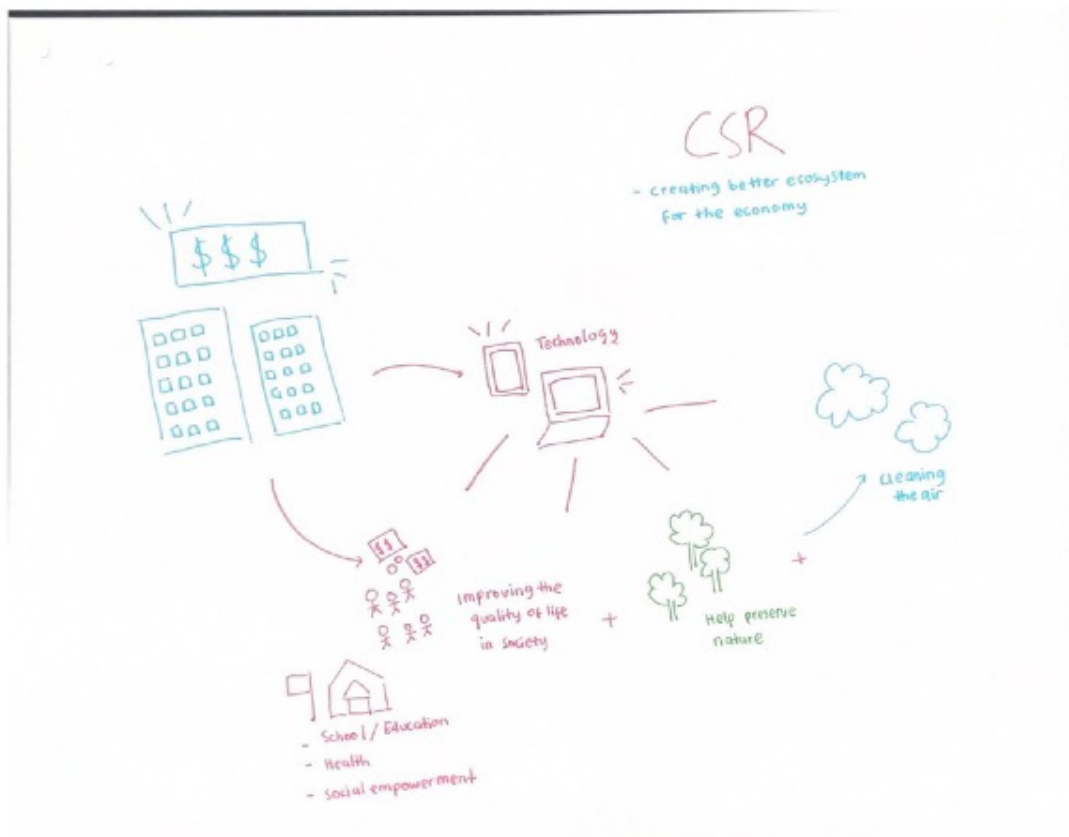 CSR
- creating better ecosystem
for the economy
$ $ $
Technology
cleaning
the air
$$
$$
improving the
quality of life
in society
+
Help preserve
nature
+
- School / Education
- Health
- Social empowerment